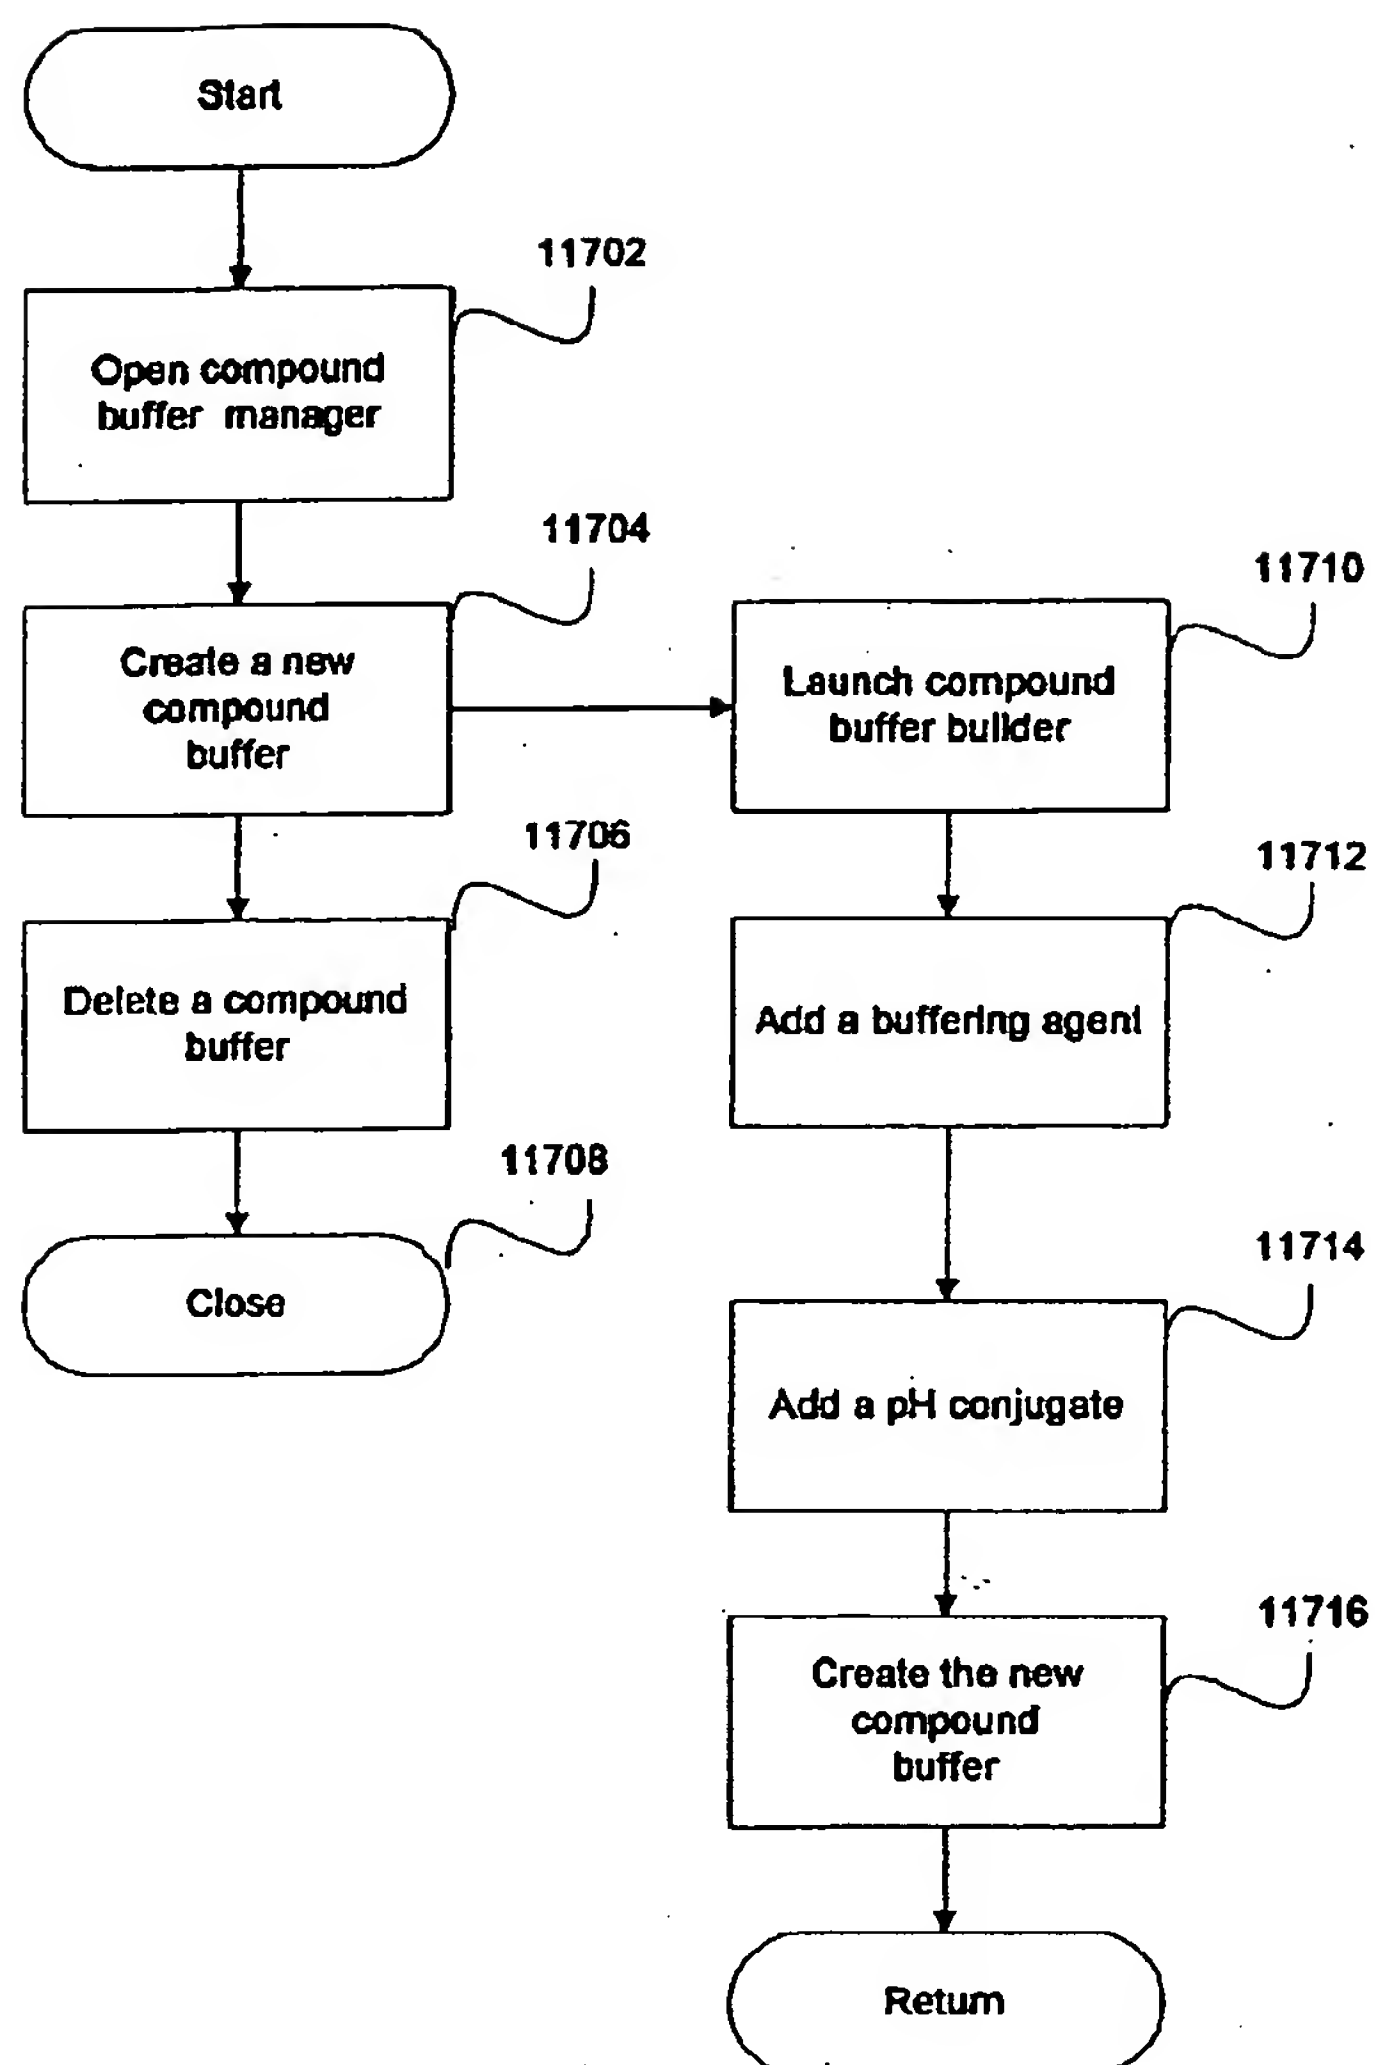 Start
11702
Open compound
buffer manager
11704
Create a new
compound
buffer
11706
Delete a compound
buffer
11708
Close
11710
Launch compound
buffer builder
11712
Add a buffering agent
11714
Add a pH conjugate
11716
Create the new
compound
buffer
Return